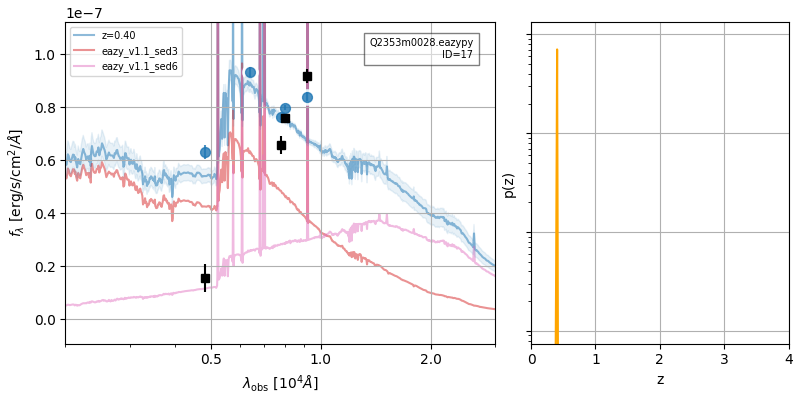 1e−7
z=0.40
eazy_v1.1_sed3
eazy_v1.1_sed6
Q2353m0028.eazypy
ID=17
1.0
0.8
0.6
0.4
0.2
0.0
fλ [erg/s/cm²/Å]
0.5 1.0 2.0
λobs [10⁴Å]
p(z)
0 1 2 3 4
z